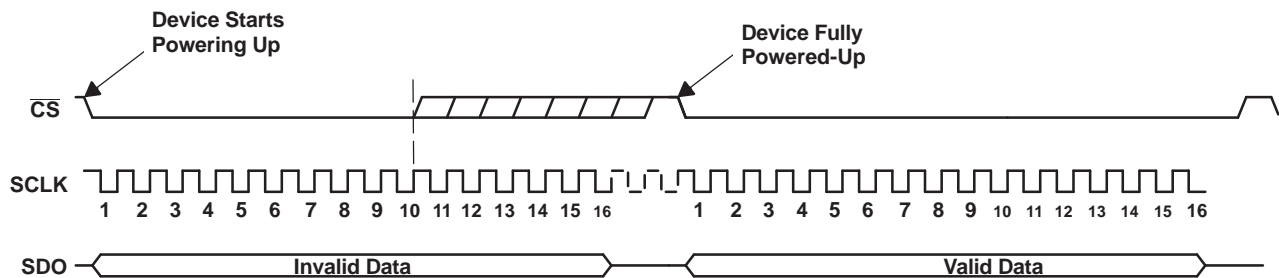 Device Starts
Powering Up
Device Fully
Powered-Up
CS
SCLK
1 2 3 4 5 6 7 8 9 10 11 12 13 14 15 16 1 2 3 4 5 6 7 8 9 10 11 12 13 14 15 16
SDO Invalid Data Valid Data